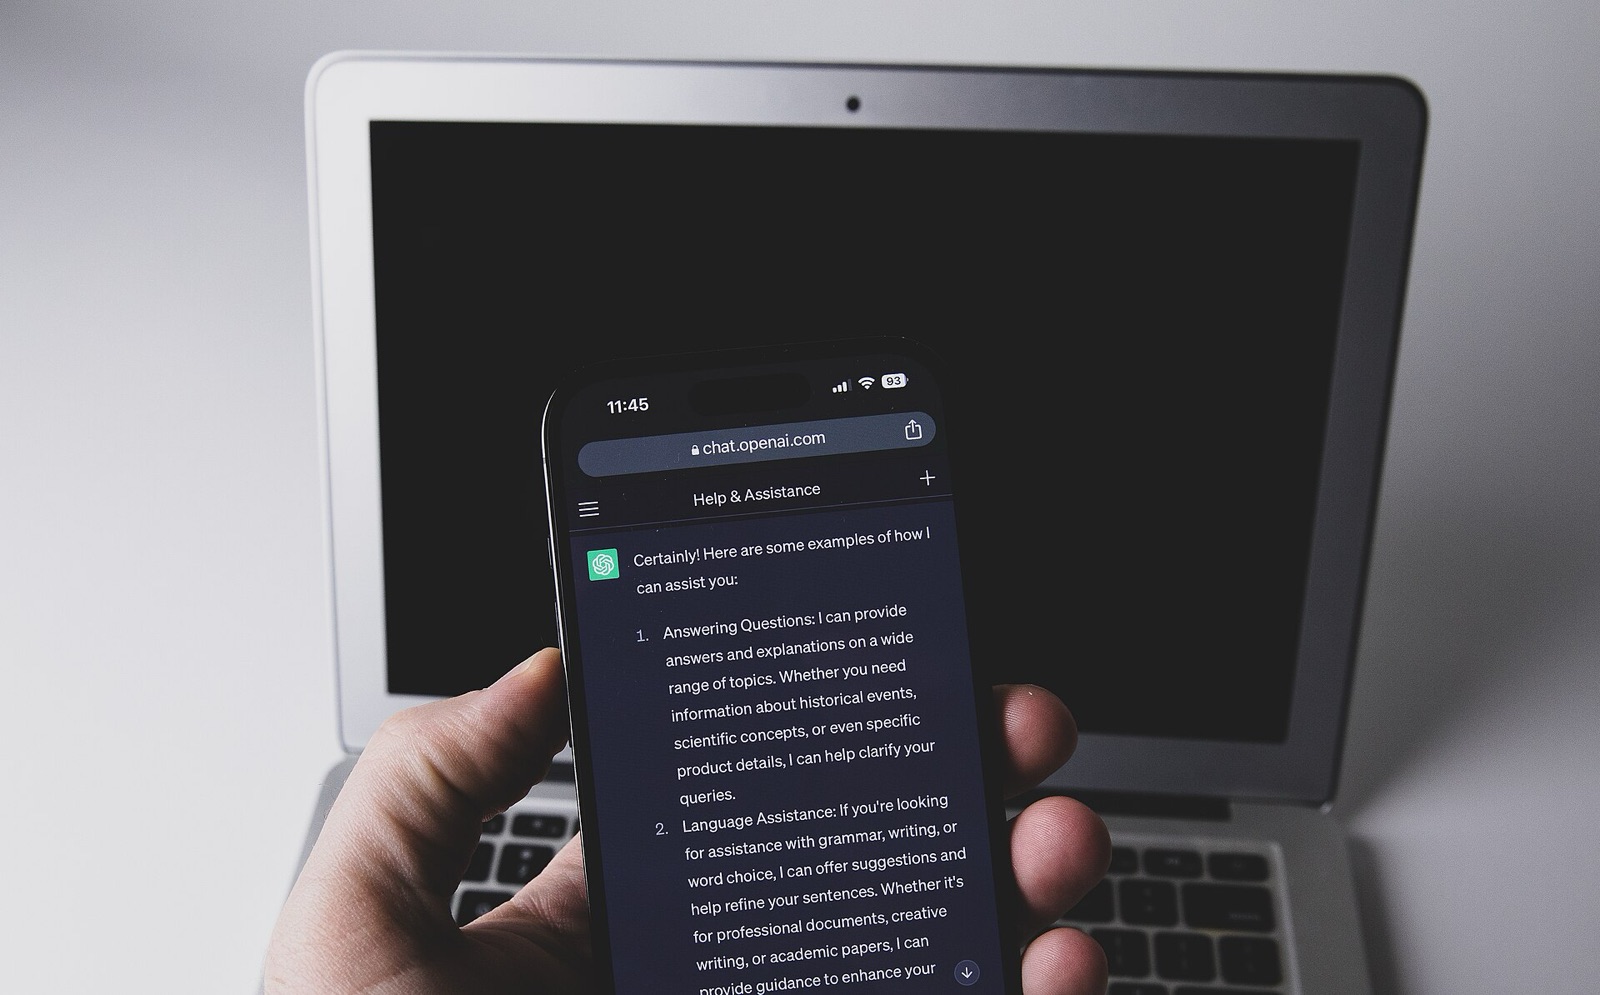 11:45
93
chat.openai.com
Help & Assistance
Certainly! Here are some examples of how I
can assist you:
1. Answering Questions: I can provide
answers and explanations on a wide
range of topics. Whether you need
information about historical events,
scientific concepts, or even specific
product details, I can help clarify your
queries.
2. Language Assistance: If you're looking
for assistance with grammar, writing, or
word choice, I can offer suggestions and
help refine your sentences. Whether it's
for professional documents, creative
writing, or academic papers, I can
provide guidance to enhance your